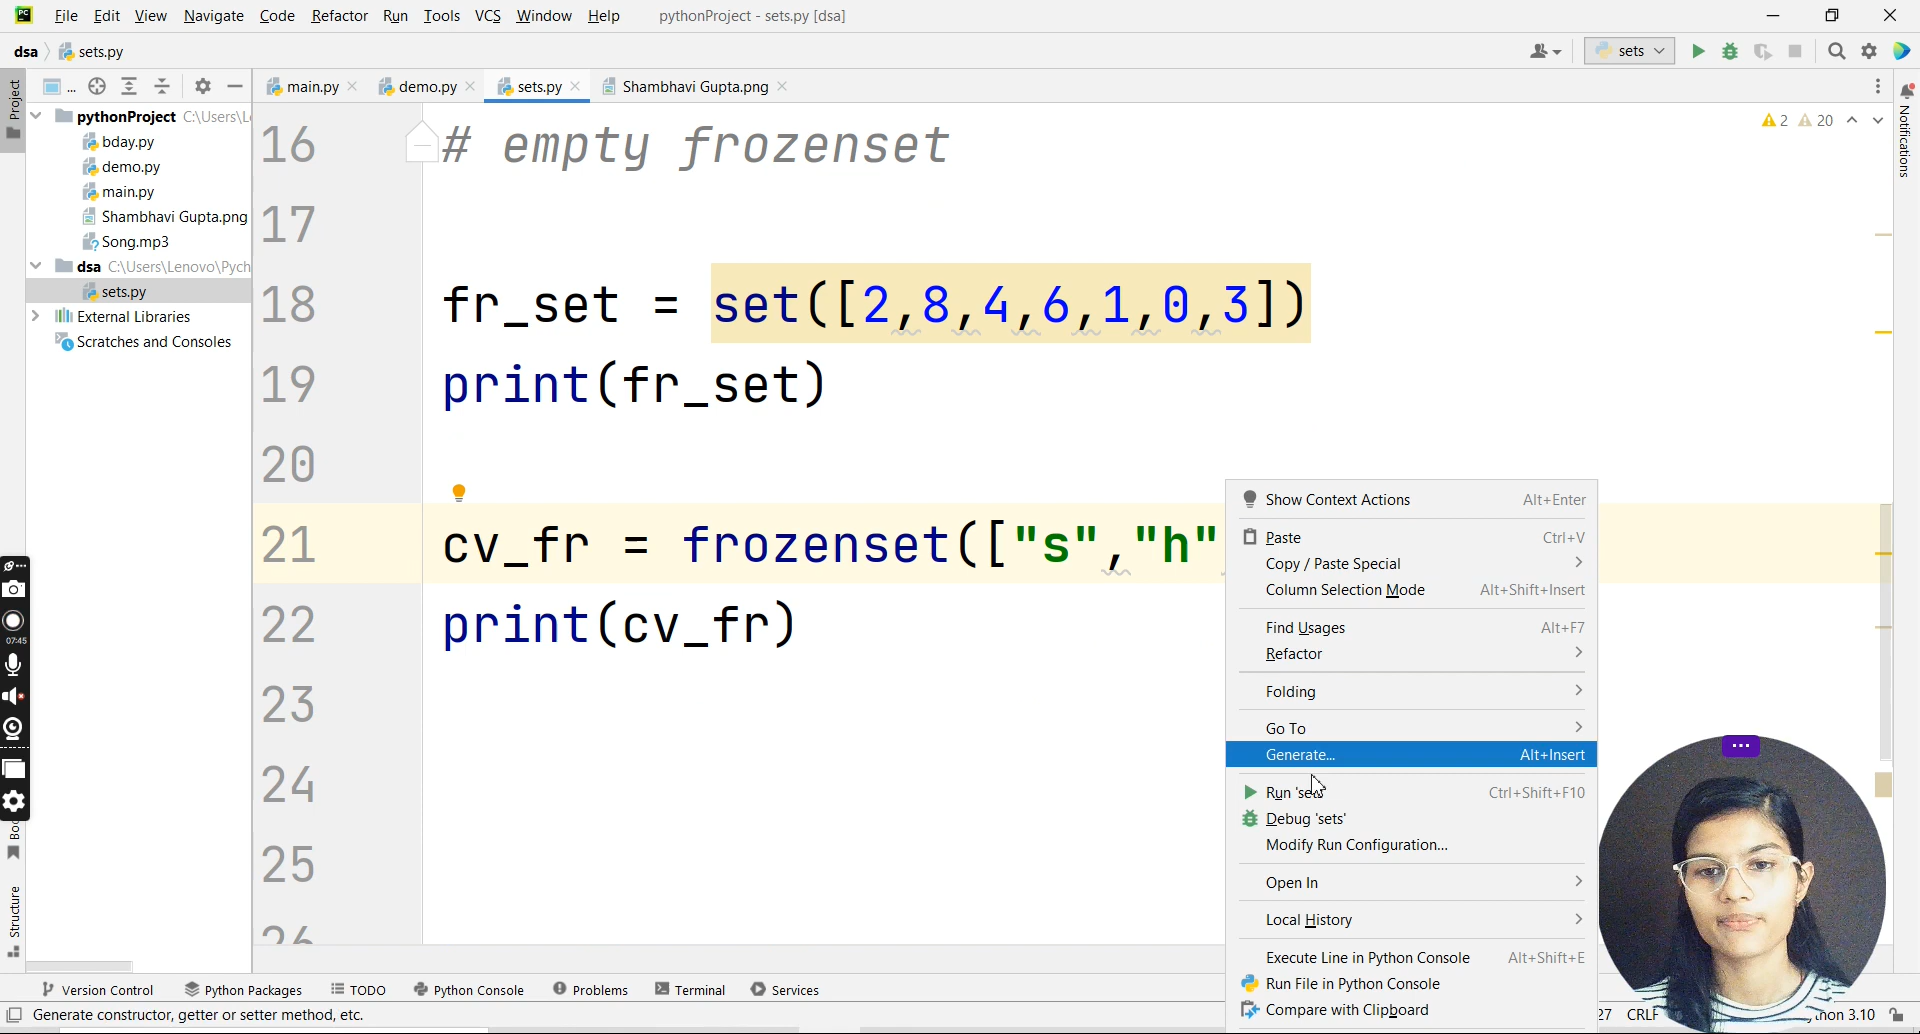 PC File Edit View Navigate Code Refactor Run Tools VCS Window Help pythonProject - sets.py [dsa]
dsa sets.py sets
Project ... main.py demo.py sets.py Shambhavi Gupta.png
pythonProject C:\Users\L
bday.py
demo.py
main.py
Shambhavi Gupta.png
Song.mp3
dsa C:\Users\Lenovo\Pych
sets.py
External Libraries
Scratches and Consoles
2 20
Notifications
16 # empty frozenset
17
18 fr_set = set([2,8,4,6,1,0,3])
19 print(fr_set)
20
21 cv_fr = frozenset(["s","h"
22 print(cv_fr)
23
24
25
26
Show Context Actions Alt+Enter
Paste Ctrl+V
Copy / Paste Special
Column Selection Mode Alt+Shift+Insert
Find Usages Alt+F7
Refactor
Folding
Go To
Generate... Alt+Insert
Run 'sets' Ctrl+Shift+F10
Debug 'sets'
Modify Run Configuration...
Open In
Local History
Execute Line in Python Console Alt+Shift+E
Run File in Python Console
Compare with Clipboard
07:45
Structure
Version Control Python Packages TODO Python Console Problems Terminal Services
Generate constructor, getter or setter method, etc. 27 CRLF thon 3.10